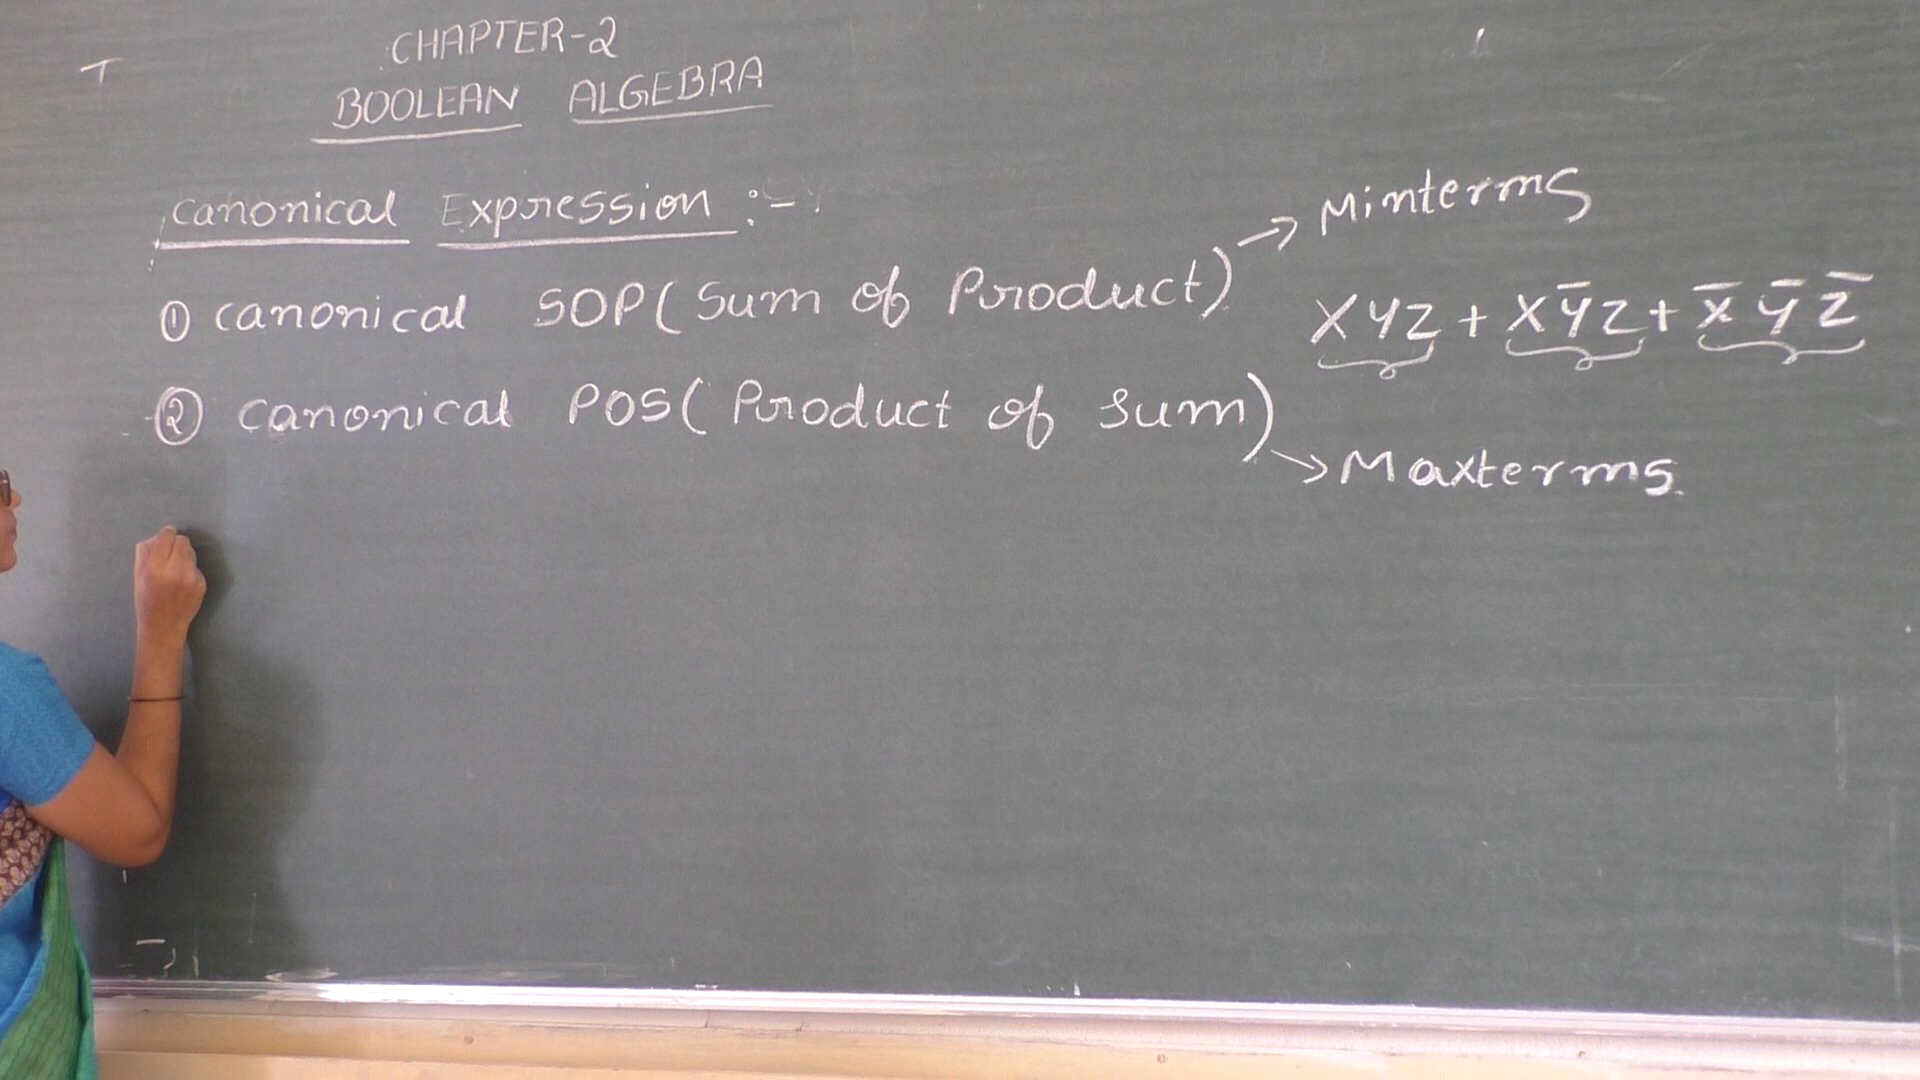 CHAPTER-2
BOOLEAN ALGEBRA
Canonical Expression :-
① Canonical SOP (Sum of Product) → Minterms
XYZ + XȲZ + X̄ȲZ̄
② Canonical POS (Product of Sum) → Maxterms.